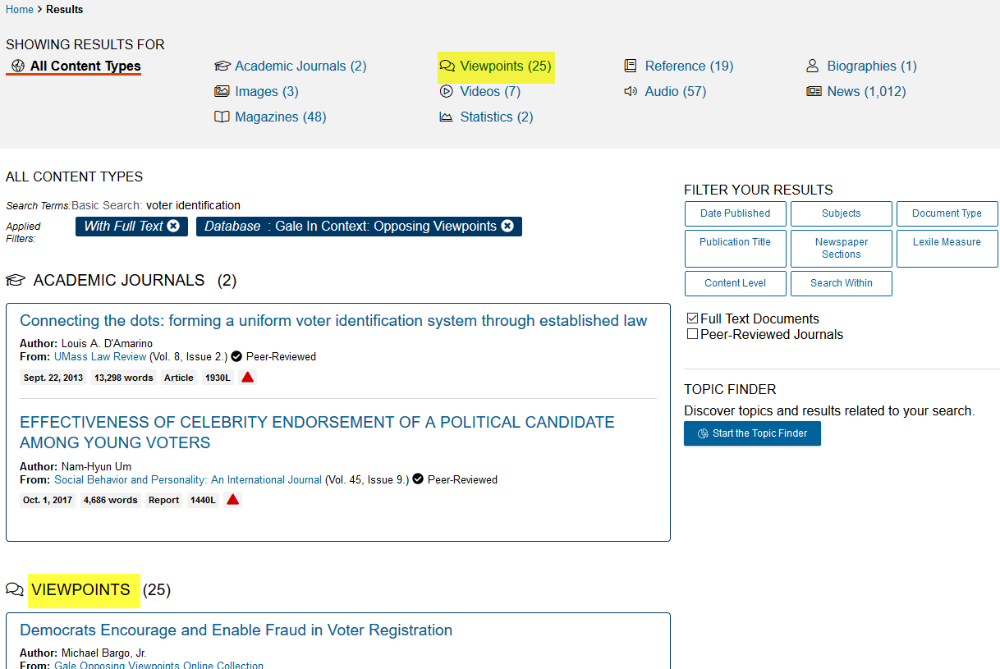 Home > Results
SHOWING RESULTS FOR
All Content Types
Academic Journals (2)
Viewpoints (25)
Reference (19)
Biographies (1)
Images (3)
Videos (7)
Audio (57)
News (1,012)
Magazines (48)
Statistics (2)
ALL CONTENT TYPES
Search Terms:Basic Search: voter identification
Applied
Filters:
With Full Text
Database : Gale In Context: Opposing Viewpoints
ACADEMIC JOURNALS (2)
Connecting the dots: forming a uniform voter identification system through established law
Author: Louis A. D'Amarino
From: UMass Law Review (Vol. 8, Issue 2.) Peer-Reviewed
Sept. 22, 2013 13,298 words Article 1930L
EFFECTIVENESS OF CELEBRITY ENDORSEMENT OF A POLITICAL CANDIDATE
AMONG YOUNG VOTERS
Author: Nam-Hyun Um
From: Social Behavior and Personality: An International Journal (Vol. 45, Issue 9.) Peer-Reviewed
Oct. 1, 2017 4,686 words Report 1440L
VIEWPOINTS (25)
Democrats Encourage and Enable Fraud in Voter Registration
Author: Michael Bargo, Jr.
From: Gale Opposing Viewpoints Online Collection
FILTER YOUR RESULTS
Date Published
Subjects
Document Type
Publication Title
Newspaper
Sections
Lexile Measure
Content Level
Search Within
Full Text Documents
Peer-Reviewed Journals
TOPIC FINDER
Discover topics and results related to your search.
Start the Topic Finder